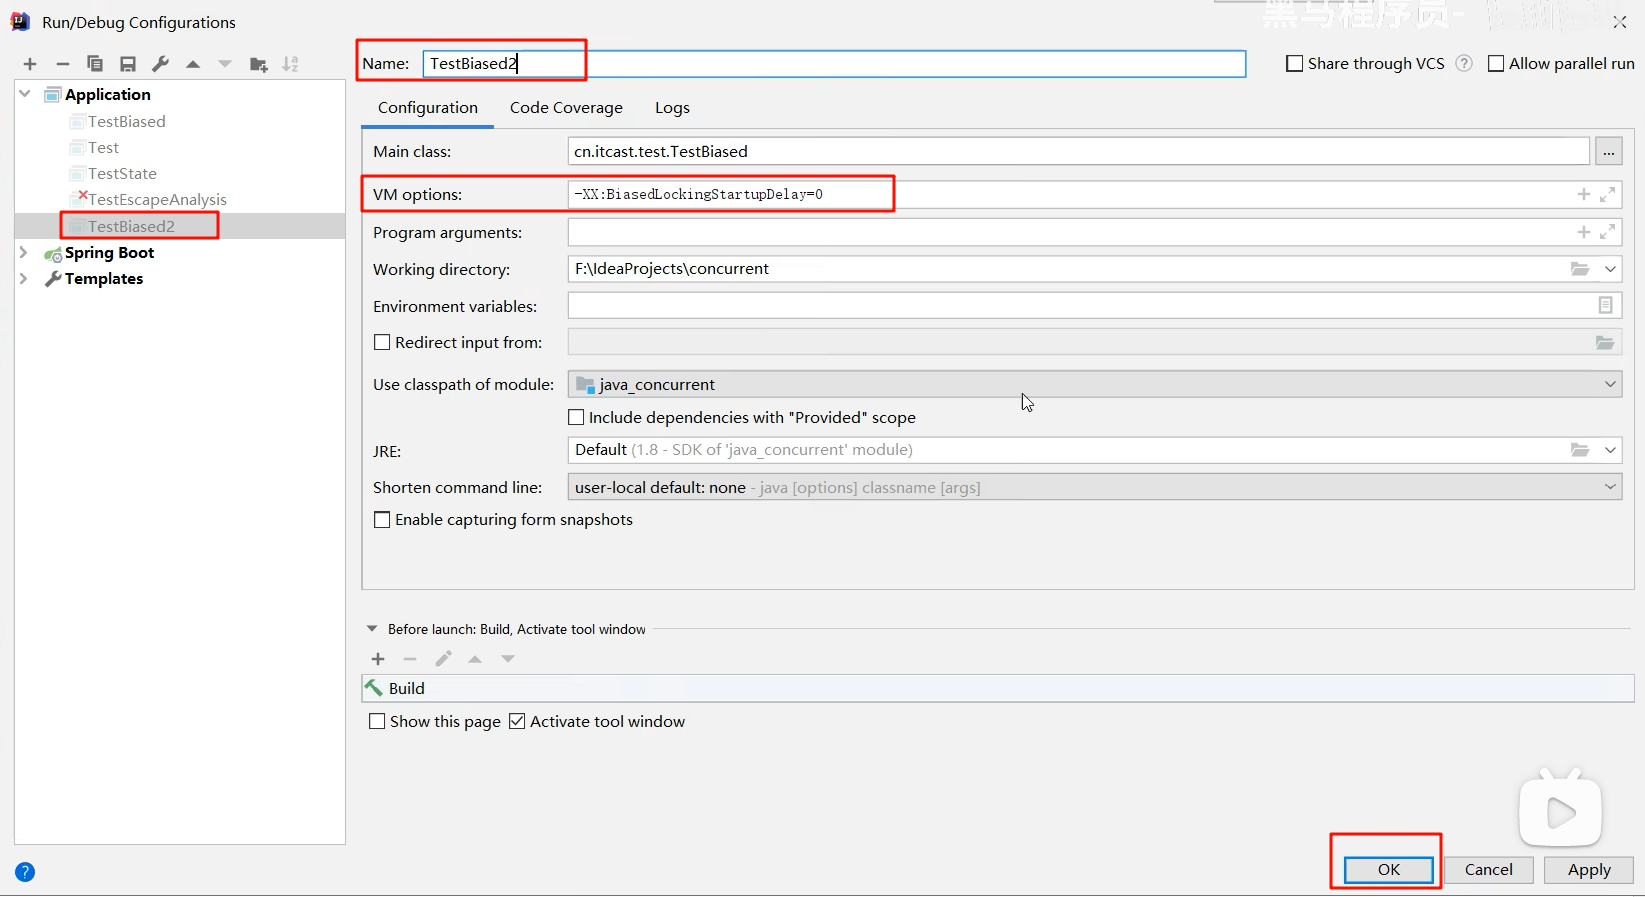 Run/Debug Configurations
黑马程序员-
Name: TestBiased2
Share through VCS ? Allow parallel run
Application
TestBiased
Test
TestState
TestEscapeAnalysis
TestBiased2
Spring Boot
Templates
Configuration Code Coverage Logs
Main class: cn.itcast.test.TestBiased ...
VM options: -XX:BiasedLockingStartupDelay=0
Program arguments:
Working directory: F:\IdeaProjects\concurrent
Environment variables:
Redirect input from:
Use classpath of module: java_concurrent
Include dependencies with "Provided" scope
JRE: Default (1.8 - SDK of 'java_concurrent' module)
Shorten command line: user-local default: none - java [options] classname [args]
Enable capturing form snapshots
Before launch: Build, Activate tool window
Build
Show this page Activate tool window
? OK Cancel Apply